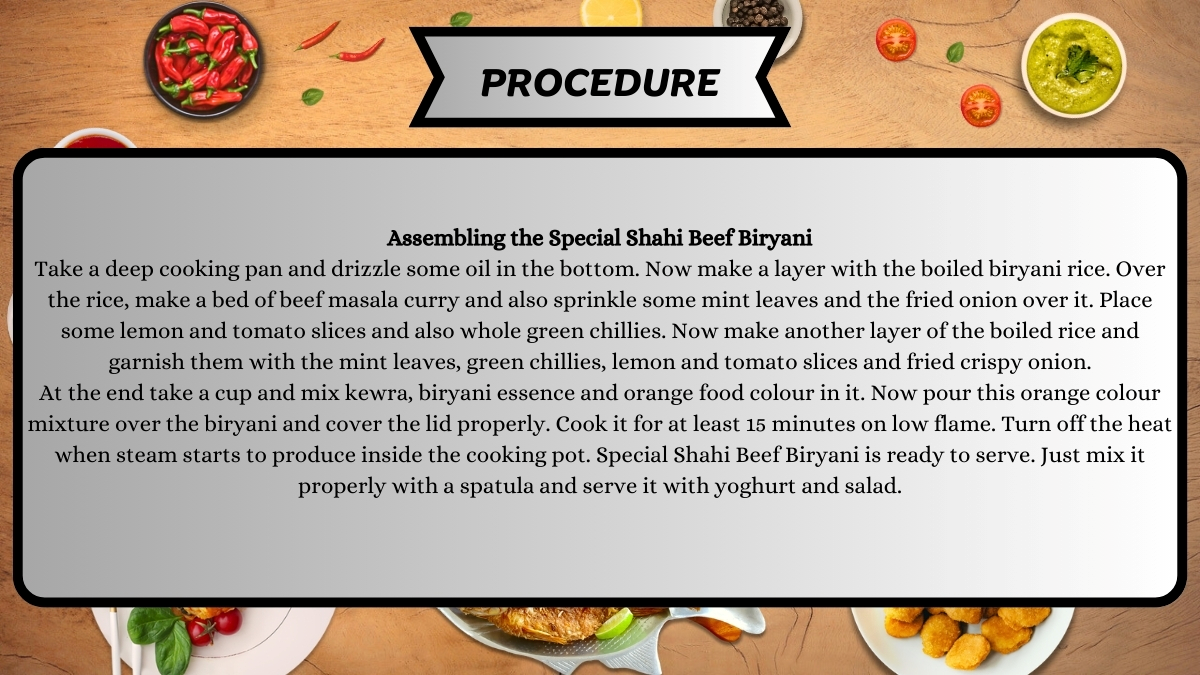 PROCEDURE
Assembling the Special Shahi Beef Biryani
Take a deep cooking pan and drizzle some oil in the bottom. Now make a layer with the boiled biryani rice. Over
the rice, make a bed of beef masala curry and also sprinkle some mint leaves and the fried onion over it. Place
some lemon and tomato slices and also whole green chillies. Now make another layer of the boiled rice and
garnish them with the mint leaves, green chillies, lemon and tomato slices and fried crispy onion.
At the end take a cup and mix kewra, biryani essence and orange food colour in it. Now pour this orange colour
mixture over the biryani and cover the lid properly. Cook it for at least 15 minutes on low flame. Turn off the heat
when steam starts to produce inside the cooking pot. Special Shahi Beef Biryani is ready to serve. Just mix it
properly with a spatula and serve it with yoghurt and salad.